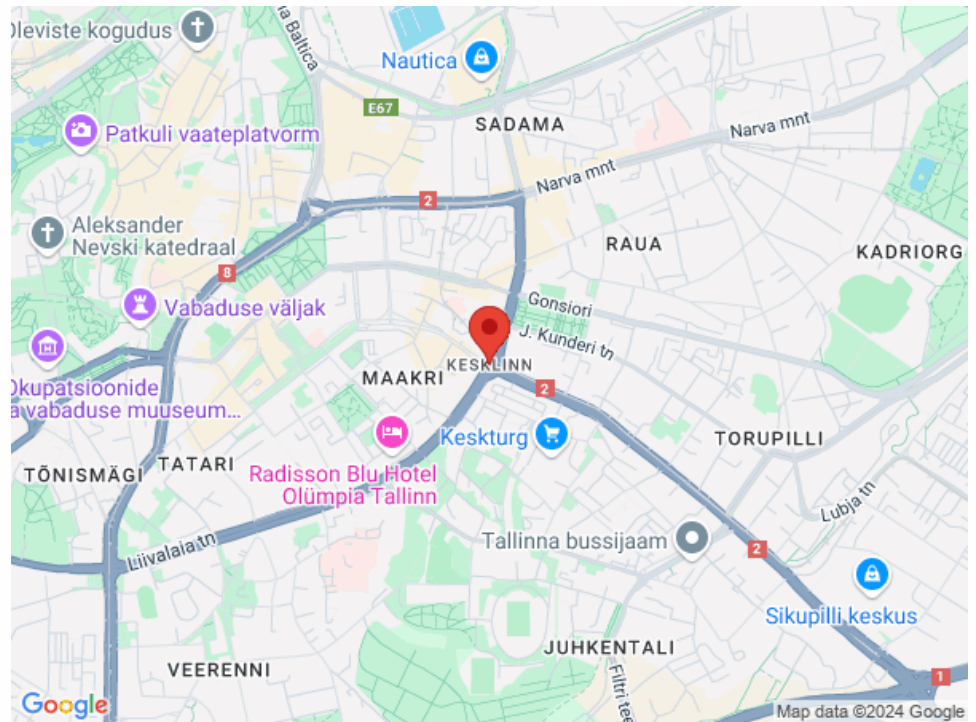 Oleviste kogudus
Baltica
Nautica
E67
SADAMA
Narva mnt
Patkuli vaateplatvorm
Narva mnt
2
Aleksander
Nevski katedraal
RAUA
KADRIORG
8
Vabaduse väljak
Gonsiori
J. Kunderi tn
KESKLINN
Okupatsioonide
a vabaduse muuseum...
MAAKRI
2
Keskturg
TORUPILLI
TATARI
TÕNISMÄGI
Radisson Blu Hotel
Olümpia Tallinn
Lubja tn
Liivalaia tn
Tallinna bussijaam
2
Sikupilli keskus
JUHKENTALI
VEERENNI
Filtri tee
1
Google
Map data ©2024 Google